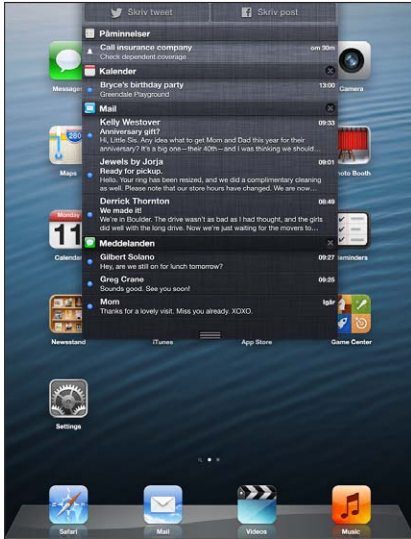 Skriv tweet
Skriv post
Påminnelser
Call insurance company
om 30m
Check dependent coverage
Kalender
Bryce's birthday party
13:00
Greendale Playground
Mail
Kelly Westover
09:33
Anniversary gift?
Hi, Little Sis. Any idea what to get Mom and Dad this year for their
anniversary? It's a big one—their 40th—and I was thinking we should...
Jewels by Jorja
09:01
Ready for pickup.
Hello. Your ring has been resized, and we did a complimentary cleaning
as well. Please note that our store hours have changed. We are now...
Derrick Thornton
08:49
We made it!
We're in Boulder. The drive wasn't as bad as I had thought, and the girls
did well with the long drive. Now we're just waiting for the movers to...
Meddelanden
Gilbert Solano
09:27
Hey, are we still on for lunch tomorrow?
Greg Crane
09:26
Sounds good. See you soon!
Mom
Igår
Thanks for a lovely visit. Miss you already. XOXO.
Messages
Camera
280
Maps
oto Booth
Monday
11
Calendar
eminders
Newsstand
iTunes
App Store
Game Center
Settings
Safari
Mail
Videos
Music